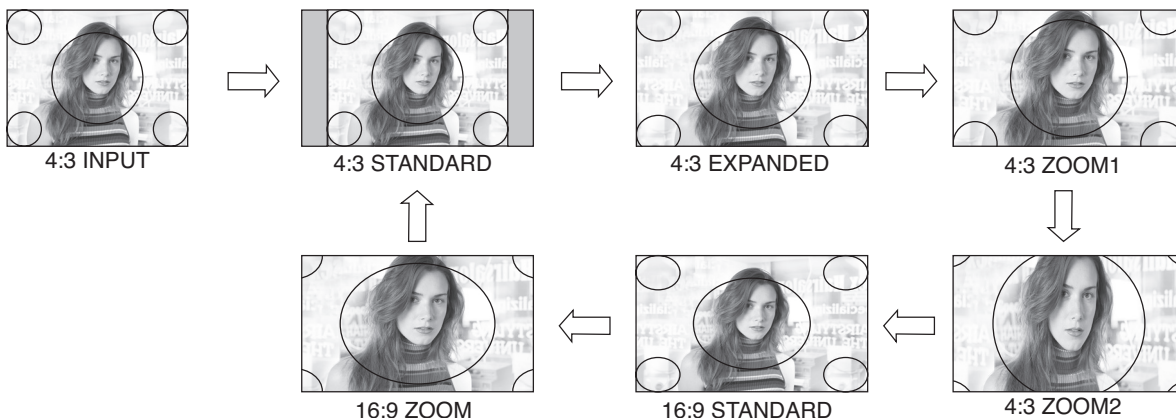 4:3 INPUT
4:3 STANDARD
4:3 EXPANDED
4:3 ZOOM1
4:3 ZOOM2
16:9 STANDARD
16:9 ZOOM